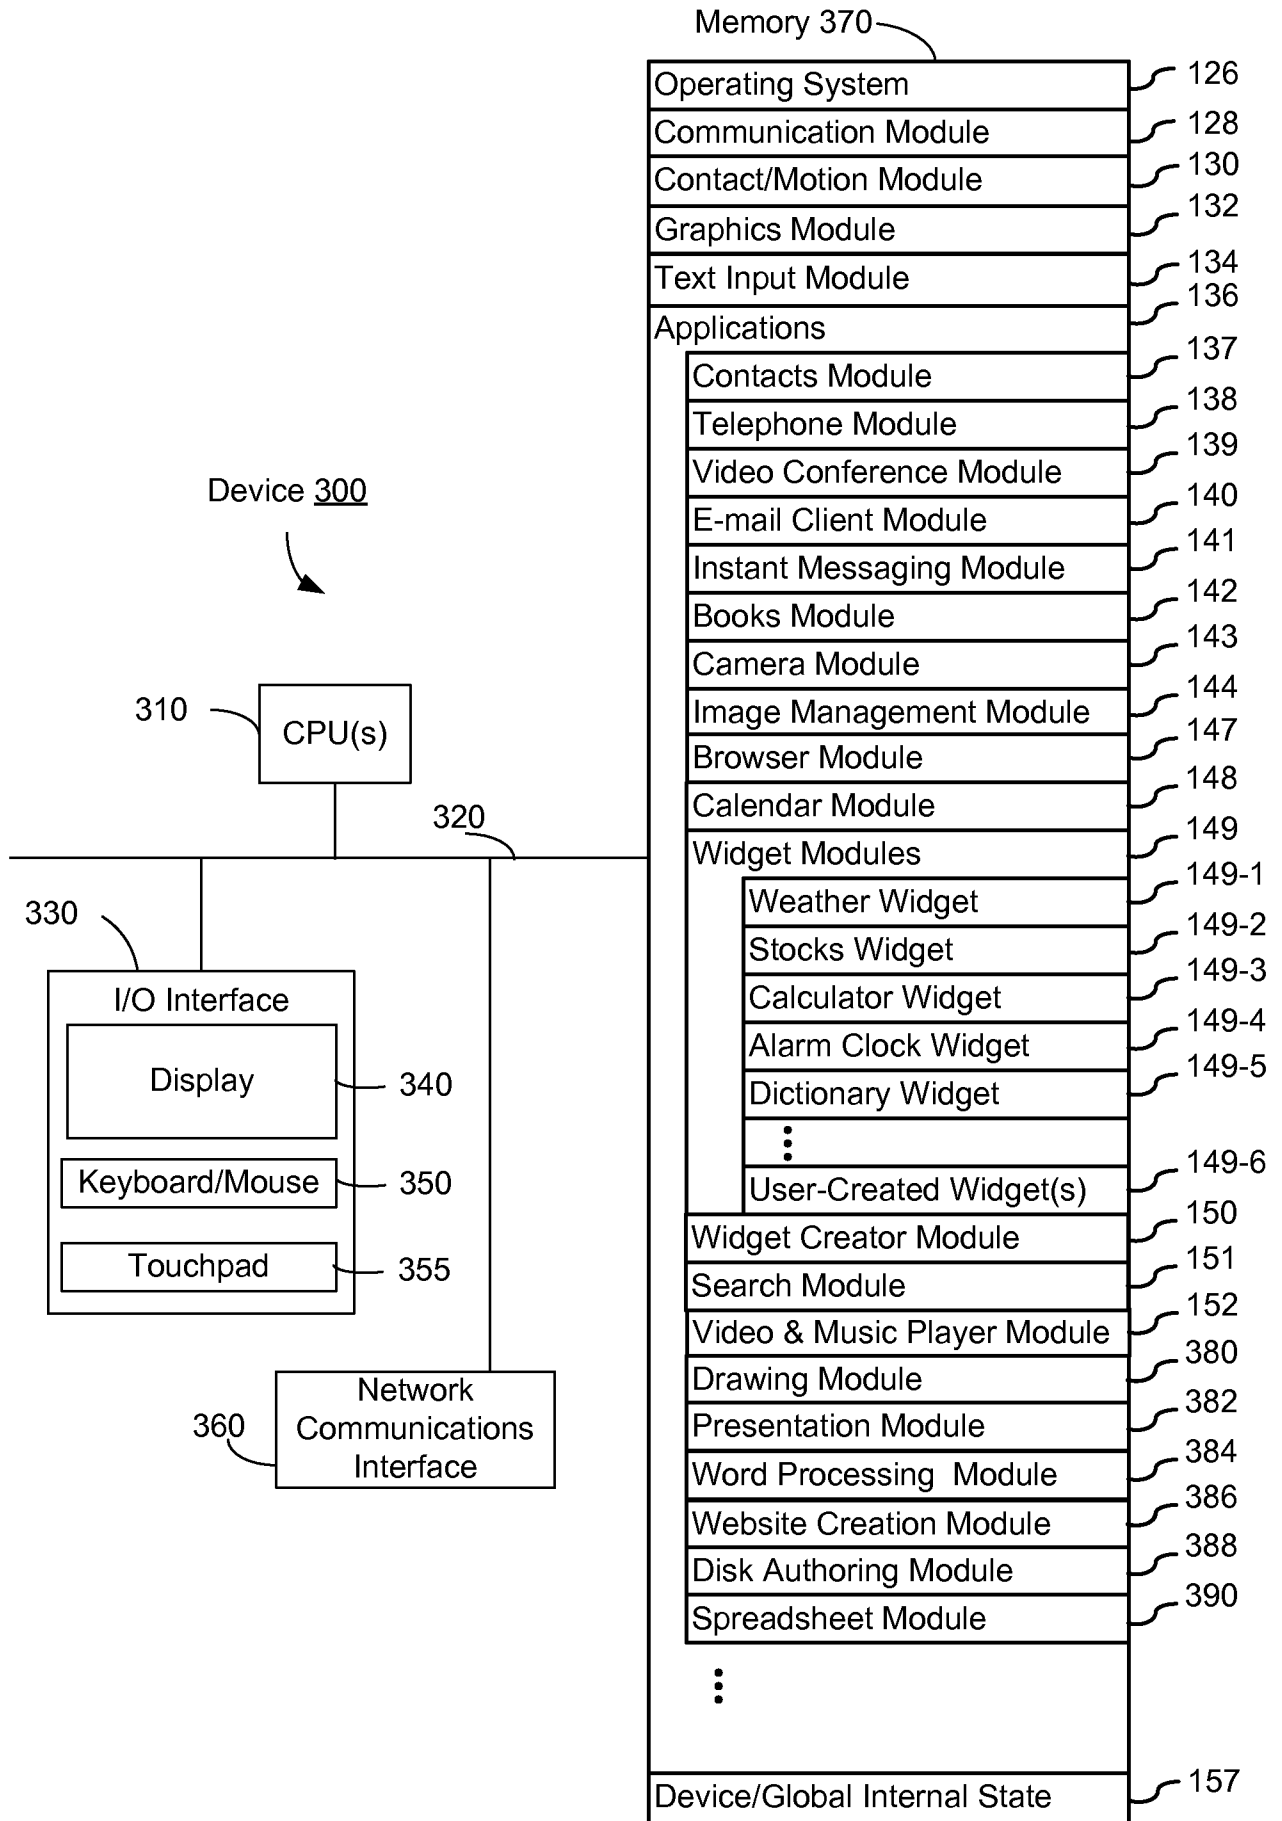 Memory 370
Operating System 126
Communication Module 128
Contact/Motion Module 130
Graphics Module 132
Text Input Module 134
Applications 136
Contacts Module 137
Telephone Module 138
Video Conference Module 139
E-mail Client Module 140
Instant Messaging Module 141
Books Module 142
Camera Module 143
Image Management Module 144
Browser Module 147
Calendar Module 148
Widget Modules 149
Weather Widget 149-1
Stocks Widget 149-2
Calculator Widget 149-3
Alarm Clock Widget 149-4
Dictionary Widget 149-5
User-Created Widget(s) 149-6
Widget Creator Module 150
Search Module 151
Video & Music Player Module 152
Drawing Module 380
Presentation Module 382
Word Processing  Module 384
Website Creation Module 386
Disk Authoring Module 388
Spreadsheet Module 390
Device/Global Internal State 157
Device 300
310
CPU(s)
320
330
I/O Interface
Display 340
Keyboard/Mouse 350
Touchpad 355
360
Network
Communications
Interface